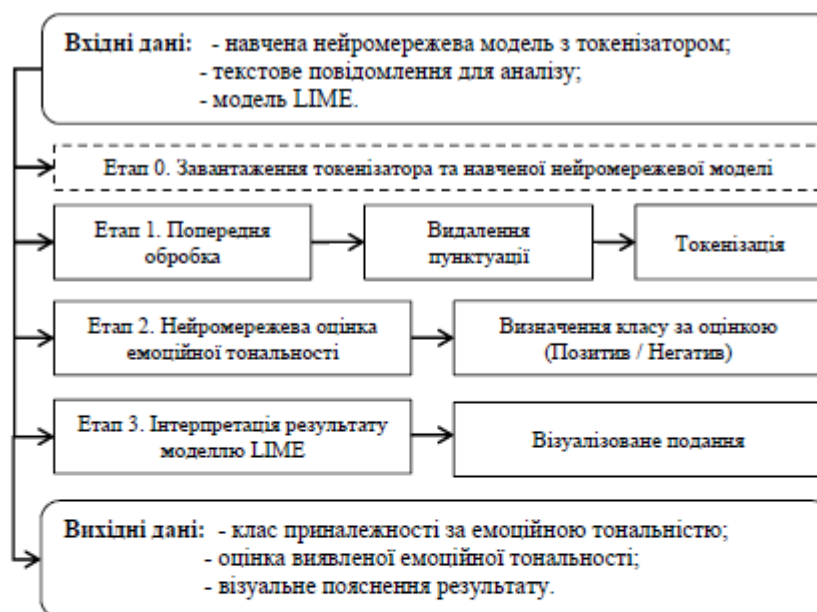 Вхідні дані: - навчена нейромережева модель з токенізатором;
- текстове повідомлення для аналізу;
- модель LIME.
Етап 0. Завантаження токенізатора та навченої нейромережевої моделі
Етап 1. Попередня
обробка
Видалення
пунктуації
Токенізація
Етап 2. Нейромережева оцінка
емоційної тональності
Визначення класу за оцінкою
(Позитив / Негатив)
Етап 3. Інтерпретація результату
моделлю LIME
Візуалізоване подання
Вихідні дані: - клас приналежності за емоційною тональністю;
- оцінка виявленої емоційної тональності;
- візуальне пояснення результату.